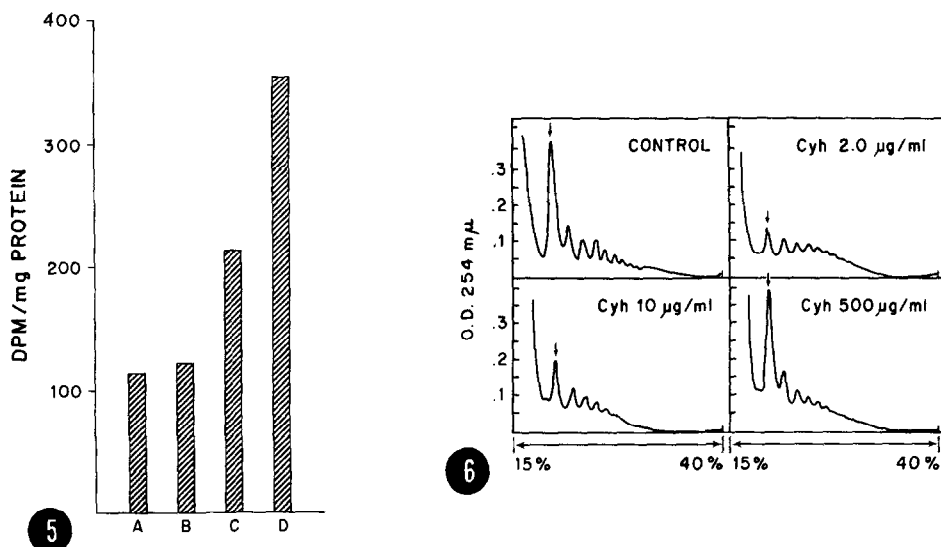 400
300
200
100
DPM/mg PROTEIN
A B C D
5
CONTROL
Cyh 2.0 µg/ml
.3
.2
.1
Cyh 10 µg/ml
Cyh 500 µg/ml
.3
.2
.1
O.D. 254 mµ
15% 40% 15% 40%
6